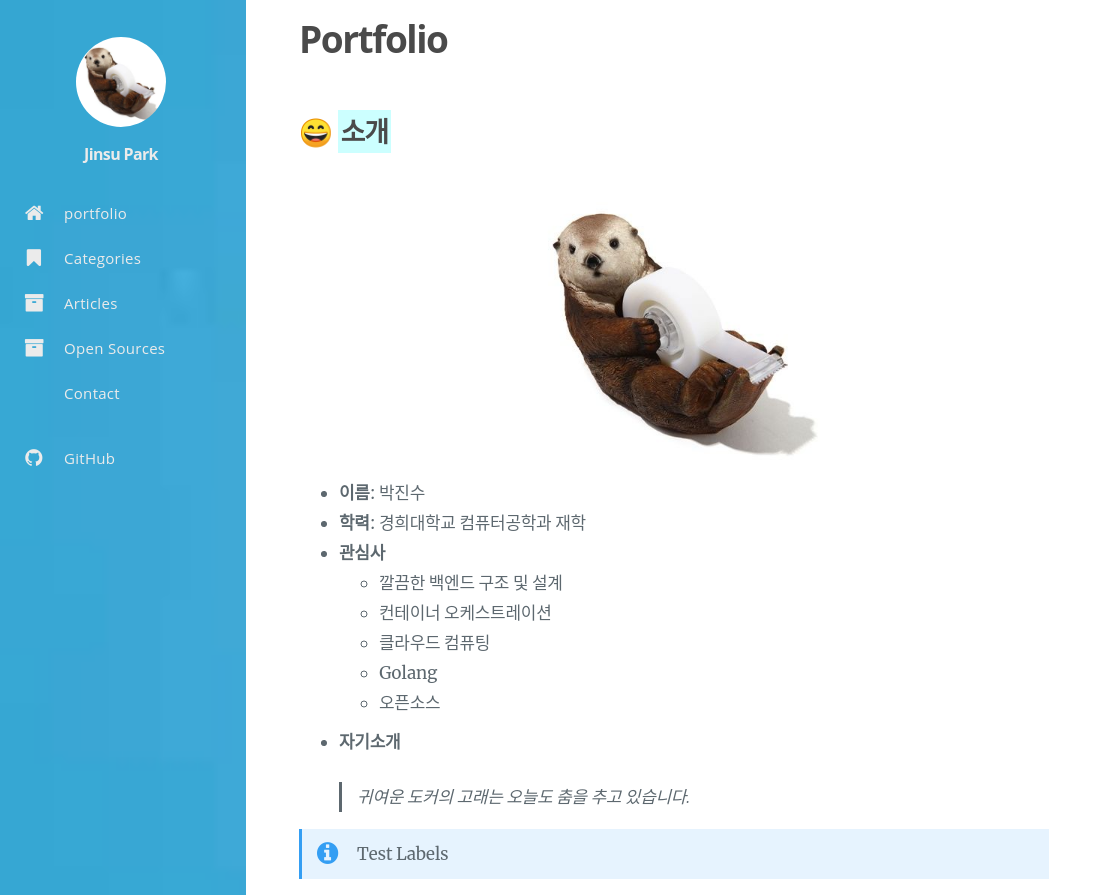 Jinsu Park
portfolio
Categories
Articles
Open Sources
Contact
GitHub
Portfolio
😄 소개
이름: 박진수
학력: 경희대학교 컴퓨터공학과 재학
관심사
깔끔한 백엔드 구조 및 설계
컨테이너 오케스트레이션
클라우드 컴퓨팅
Golang
오픈소스
자기소개
귀여운 도커의 고래는 오늘도 춤을 추고 있습니다.
Test Labels